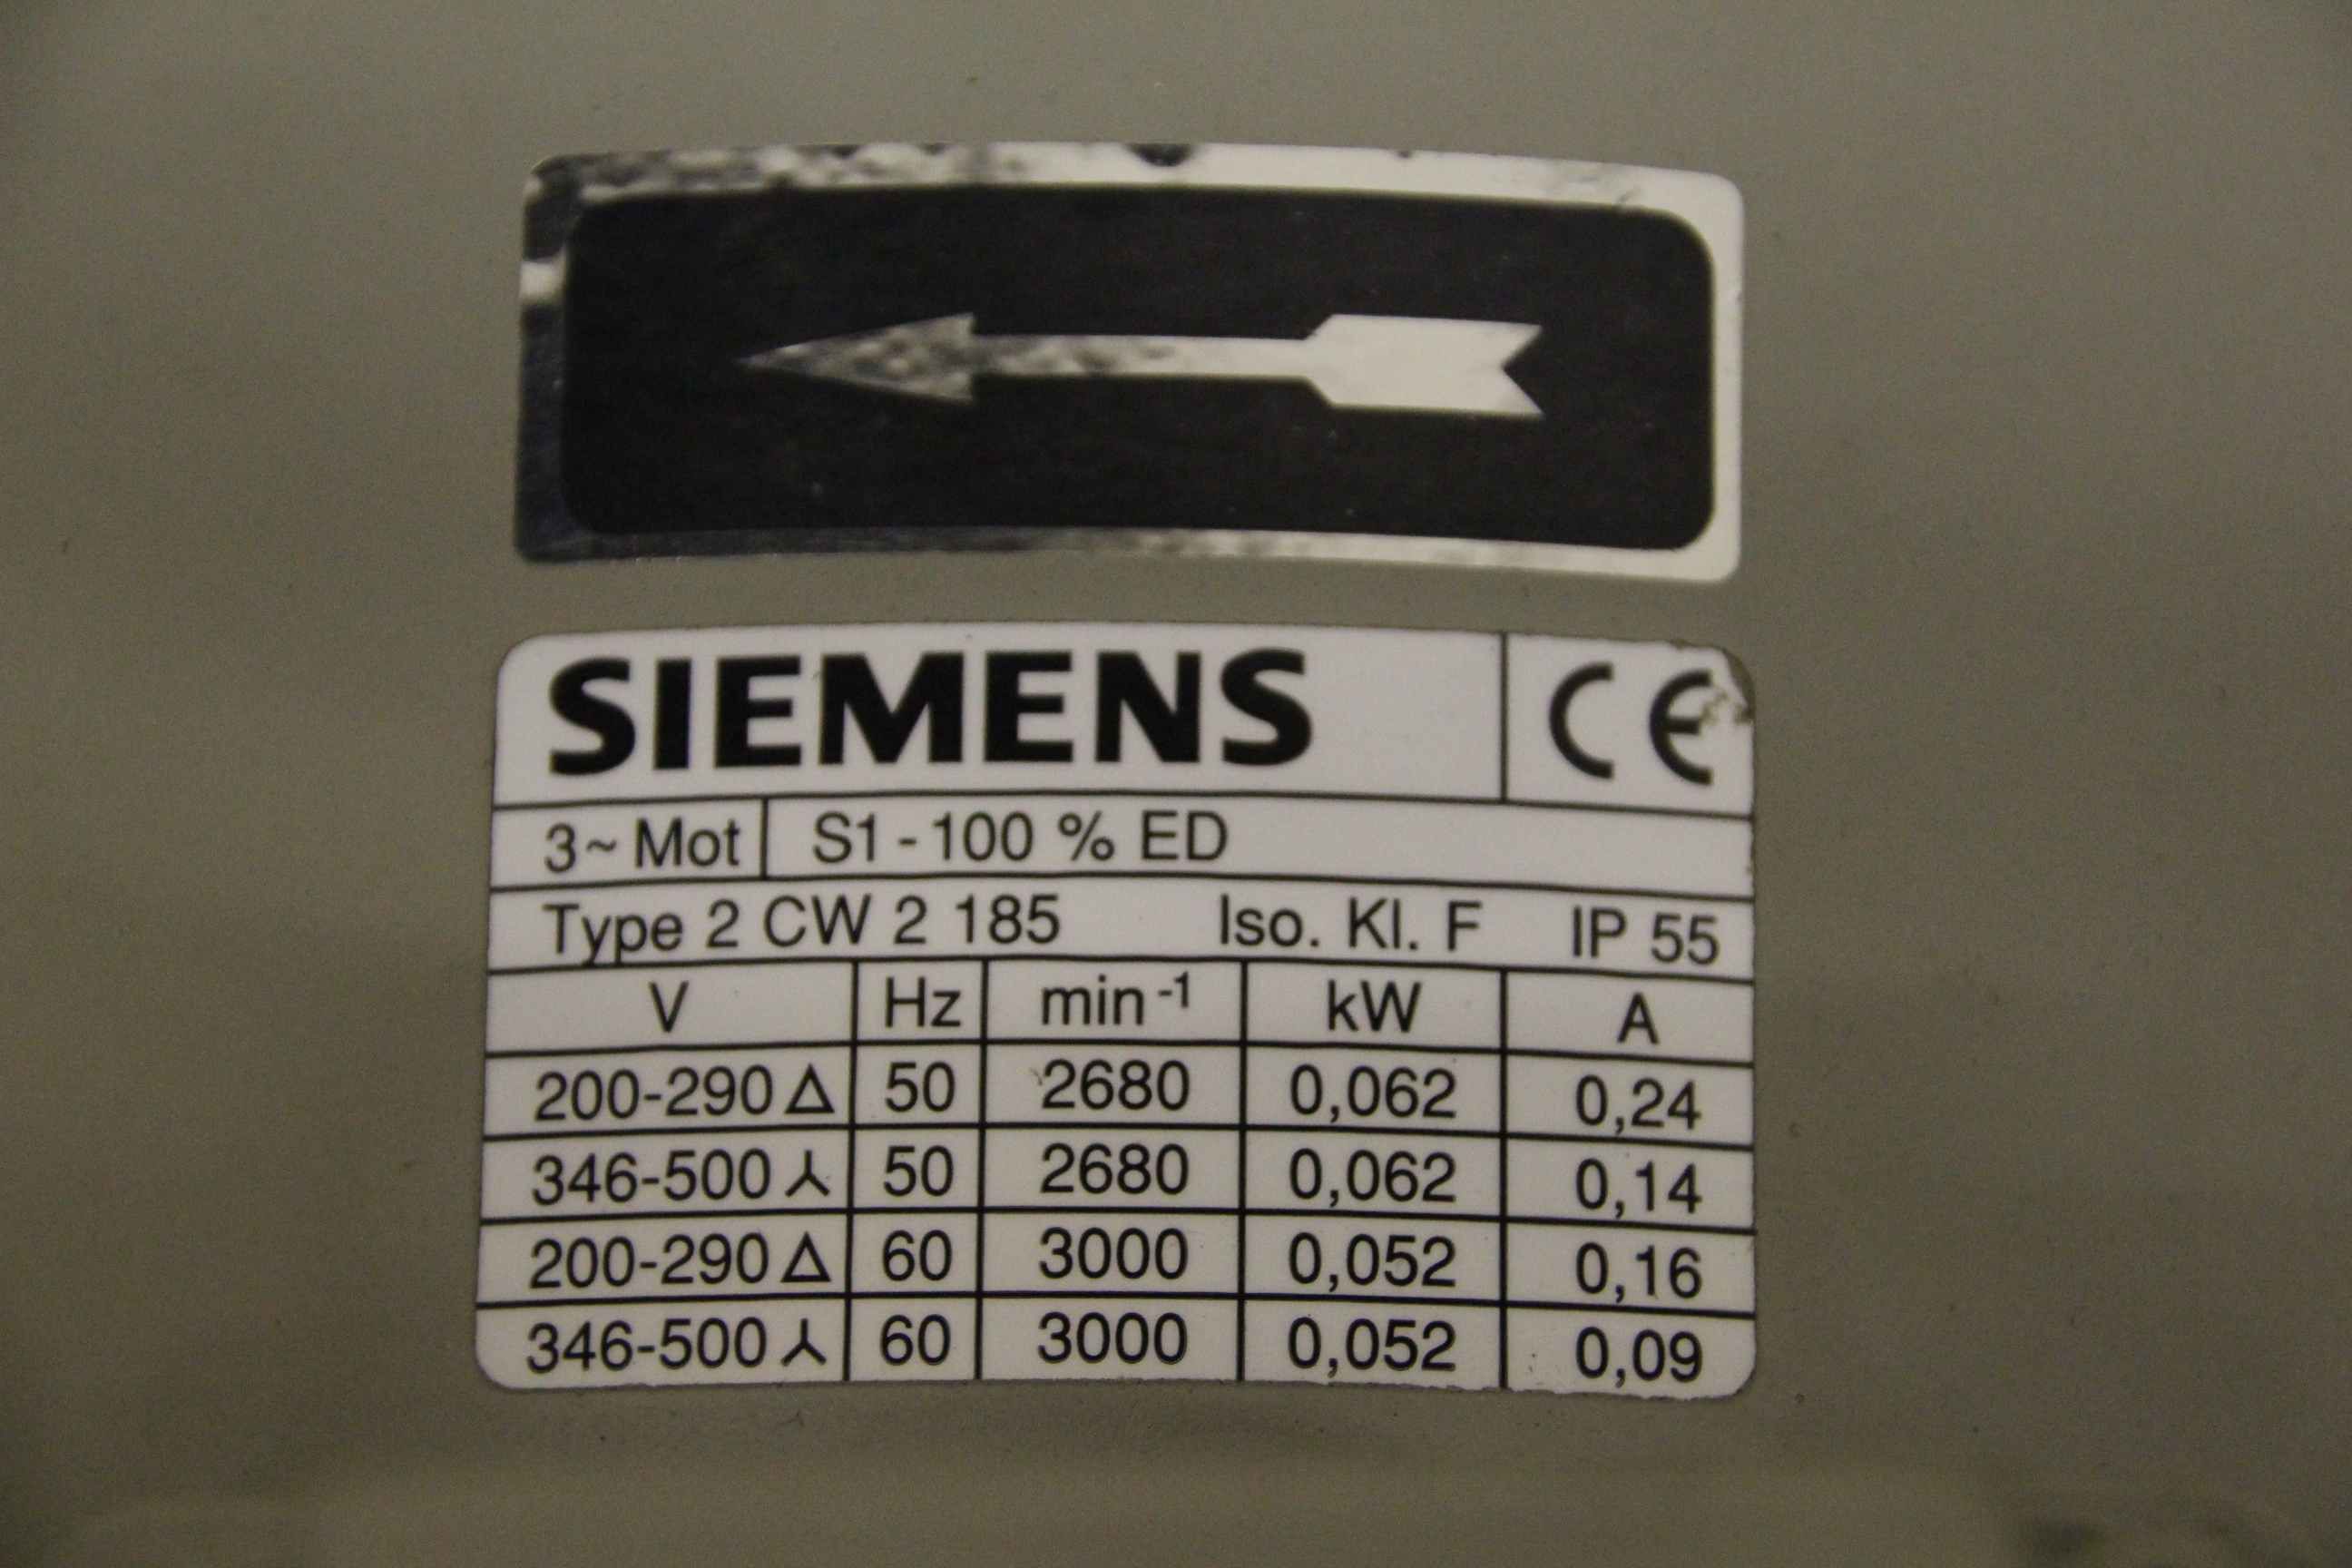 SIEMENS CE
3~ Mot S1 - 100 % ED
Type 2 CW 2 185 Iso. Kl. F IP 55
V Hz min⁻¹ kW A
200-290 Δ 50 2680 0,062 0,24
346-500 ⅄ 50 2680 0,062 0,14
200-290 Δ 60 3000 0,052 0,16
346-500 ⅄ 60 3000 0,052 0,09